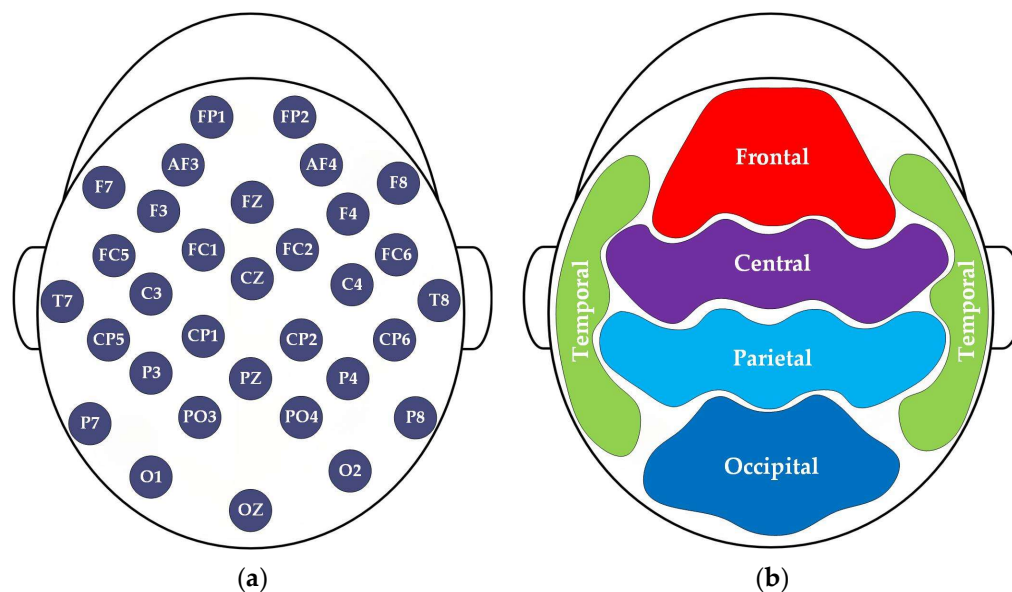 FP1 FP2
AF3 AF4
F7 F8
F3 FZ F4
FC5 FC1 FC2 FC6
C3 CZ C4
T7 T8
CP5 CP1 CP2 CP6
P3 PZ P4
P7 PO3 PO4 P8
O1 O2
OZ
(a)
Frontal
Central
Temporal
Temporal
Parietal
Occipital
(b)